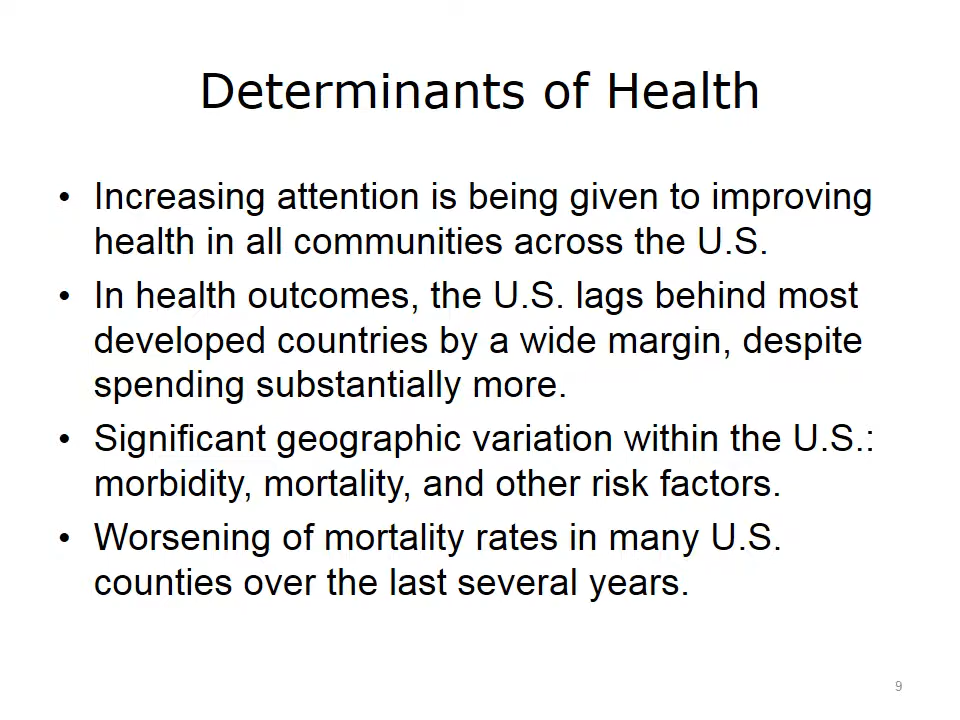 Determinants of Health
• Increasing attention is being given to improving
health in all communities across the U.S.
• In health outcomes, the U.S. lags behind most
developed countries by a wide margin, despite
spending substantially more.
• Significant geographic variation within the U.S.:
morbidity, mortality, and other risk factors.
• Worsening of mortality rates in many U.S.
counties over the last several years.
9